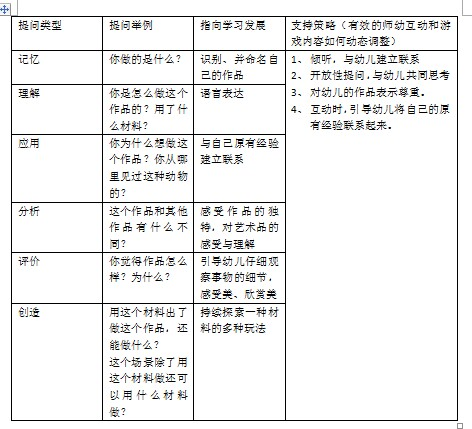 提问类型
提问举例
指向学习发展
支持策略（有效的师幼互动和游
戏内容如何动态调整）
记忆
你做的是什么？
识别、并命名自
己的作品
1、 倾听，与幼儿建立联系
2、 开放性提问，与幼儿共同思考
3、 对幼儿的作品表示尊重。
4、 互动时，引导幼儿将自己的原
有经验联系起来。
理解
你是怎么做这个
作品的？用了什
么材料？
语言表达
应用
你为什么想做这
个作品？你从哪
里见过这种动物
的？
与自己原有经验
建立联系
分析
这个作品和其他
作品有什么不
同？
感受作品的独
特，对艺术品的
感受与理解
评价
你觉得作品怎么
样？为什么？
引导幼儿仔细观
察事物的细节，
感受美、欣赏美
创造
用这个材料出了
做这个作品，还
能做什么？
这个场景除了用
这个材料做还可
以用什么材料
做？
持续探索一种材
料的多种玩法